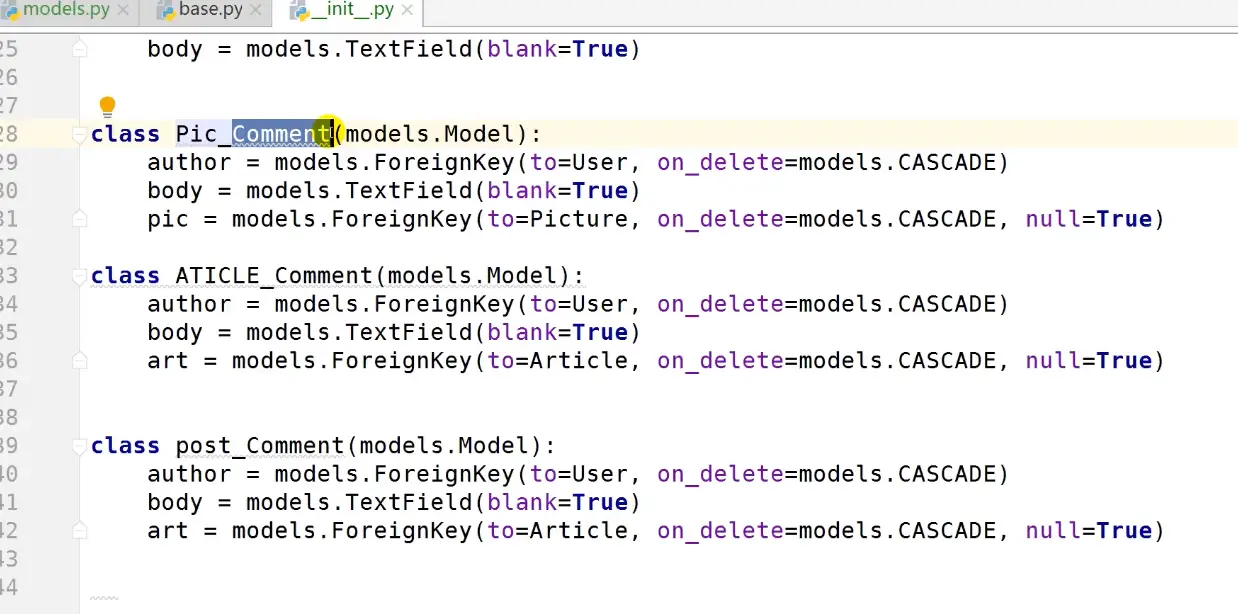 models.py base.py __init__.py
25 body = models.TextField(blank=True)
26
27
28 class Pic_Comment(models.Model):
29 author = models.ForeignKey(to=User, on_delete=models.CASCADE)
30 body = models.TextField(blank=True)
31 pic = models.ForeignKey(to=Picture, on_delete=models.CASCADE, null=True)
32
33 class ATICLE_Comment(models.Model):
34 author = models.ForeignKey(to=User, on_delete=models.CASCADE)
35 body = models.TextField(blank=True)
36 art = models.ForeignKey(to=Article, on_delete=models.CASCADE, null=True)
37
38
39 class post_Comment(models.Model):
40 author = models.ForeignKey(to=User, on_delete=models.CASCADE)
41 body = models.TextField(blank=True)
42 art = models.ForeignKey(to=Article, on_delete=models.CASCADE, null=True)
43
44